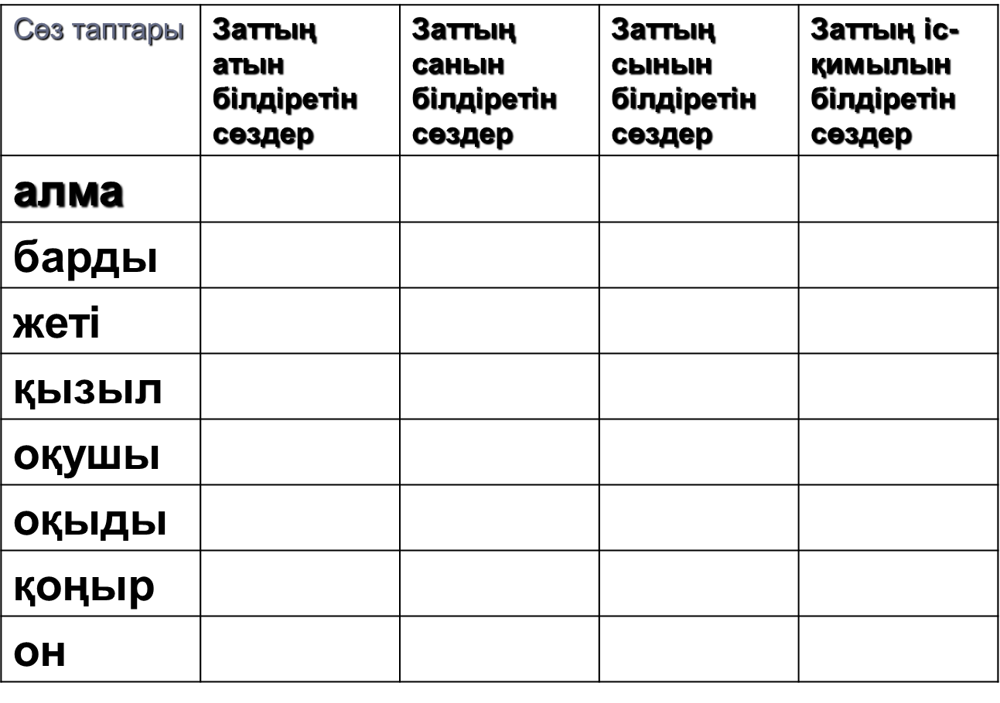 Сөз таптары
Заттың
атын
білдіретін
сөздер
Заттың
санын
білдіретін
сөздер
Заттың
сынын
білдіретін
сөздер
Заттың іс-
қимылын
білдіретін
сөздер
алма
барды
жеті
қызыл
оқушы
оқыды
қоңыр
он